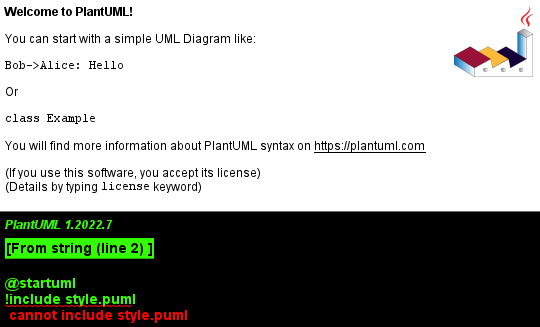 Welcome to PlantUML!
You can start with a simple UML Diagram like:
Bob->Alice: Hello
Or
class Example
You will find more information about PlantUML syntax on https://plantuml.com
(If you use this software, you accept its license)
(Details by typing license keyword)
PlantUML 1.2022.7
[From string (line 2) ]
@startuml
!include style.puml
cannot include style.puml